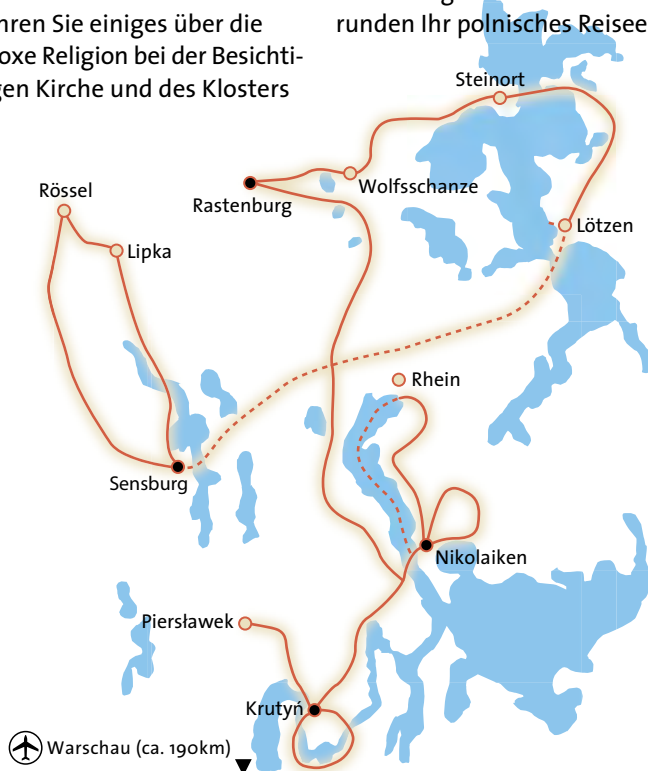 hren Sie einiges über die
oxe Religion bei der Besichti-
gen Kirche und des Klosters
runden Ihr polnisches Reisee
Steinort
Wolfsschanze
Rastenburg
Rössel
Lipka
Lötzen
Rhein
Sensburg
Nikolaiken
Piersławek
Krutyń
Warschau (ca. 190km)